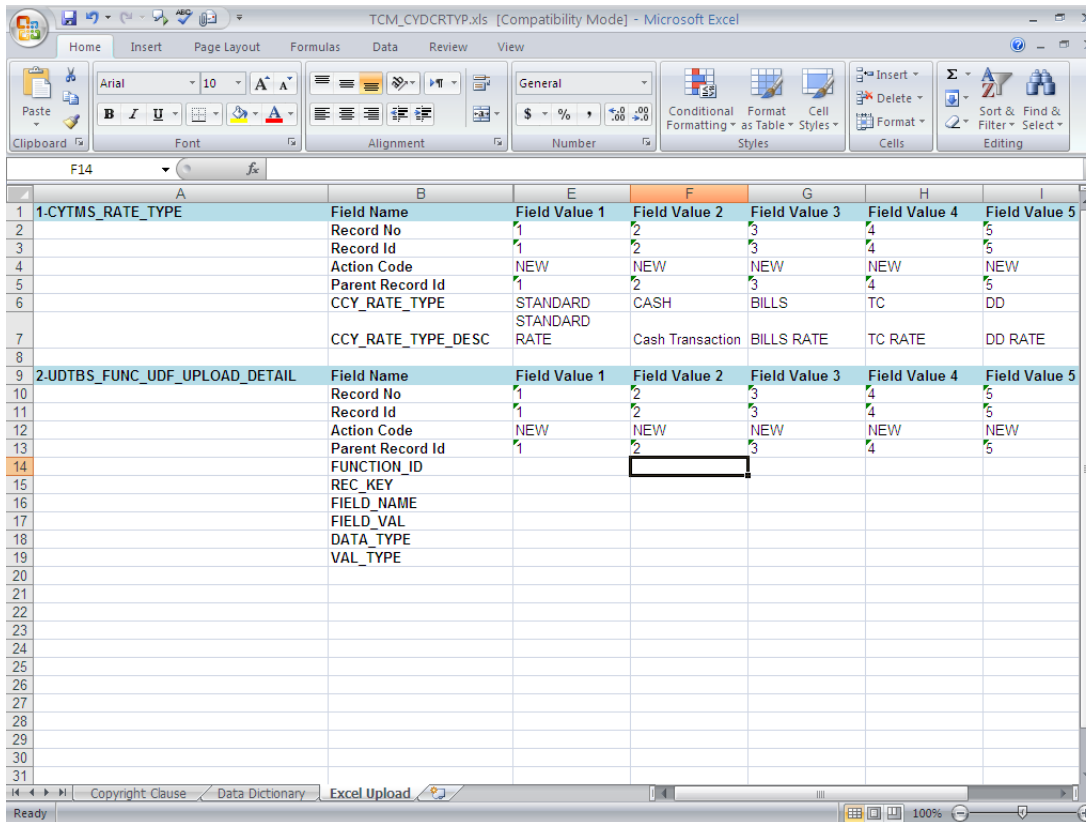 TCM_CYDCRTYP.xls [Compatibility Mode] - Microsoft Excel
Home Insert Page Layout Formulas Data Review View
Paste
Arial 10 A A
B I U A
General
$ % , .0 .00 .00 .0
Conditional Formatting Format as Table Cell Styles
Insert
Delete
Format
Σ
Sort & Filter Find & Select
Clipboard Font Alignment Number Styles Cells Editing
F14 fx
A B E F G H I
1 1-CYTMS_RATE_TYPE Field Name Field Value 1 Field Value 2 Field Value 3 Field Value 4 Field Value 5
2 Record No 1 2 3 4 5
3 Record Id 1 2 3 4 5
4 Action Code NEW NEW NEW NEW NEW
5 Parent Record Id 1 2 3 4 5
6 CCY_RATE_TYPE STANDARD CASH BILLS TC DD
7 CCY_RATE_TYPE_DESC STANDARD RATE Cash Transaction BILLS RATE TC RATE DD RATE
8
9 2-UDTBS_FUNC_UDF_UPLOAD_DETAIL Field Name Field Value 1 Field Value 2 Field Value 3 Field Value 4 Field Value 5
10 Record No 1 2 3 4 5
11 Record Id 1 2 3 4 5
12 Action Code NEW NEW NEW NEW NEW
13 Parent Record Id 1 2 3 4 5
14 FUNCTION_ID
15 REC_KEY
16 FIELD_NAME
17 FIELD_VAL
18 DATA_TYPE
19 VAL_TYPE
20
21
22
23
24
25
26
27
28
29
30
31
Copyright Clause Data Dictionary Excel Upload
Ready 100%